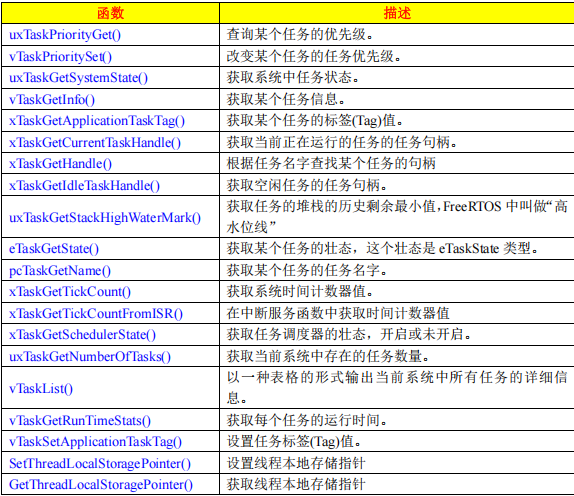 函数 描述
uxTaskPriorityGet() 查询某个任务的优先级。
vTaskPrioritySet() 改变某个任务的任务优先级。
uxTaskGetSystemState() 获取系统中任务状态。
vTaskGetInfo() 获取某个任务信息。
xTaskGetApplicationTaskTag() 获取某个任务的标签(Tag)值。
xTaskGetCurrentTaskHandle() 获取当前正在运行的任务的任务句柄。
xTaskGetHandle() 根据任务名字查找某个任务的句柄
xTaskGetIdleTaskHandle() 获取空闲任务的任务句柄。
uxTaskGetStackHighWaterMark() 获取任务的堆栈的历史剩余最小值,FreeRTOS 中叫做“高
水位线”
eTaskGetState() 获取某个任务的壮态,这个壮态是 eTaskState 类型。
pcTaskGetName() 获取某个任务的任务名字。
xTaskGetTickCount() 获取系统时间计数器值。
xTaskGetTickCountFromISR() 在中断服务函数中获取时间计数器值
xTaskGetSchedulerState() 获取任务调度器的壮态,开启或未开启。
uxTaskGetNumberOfTasks() 获取当前系统中存在的任务数量。
vTaskList() 以一种表格的形式输出当前系统中所有任务的详细信
息。
vTaskGetRunTimeStats() 获取每个任务的运行时间。
vTaskSetApplicationTaskTag() 设置任务标签(Tag)值。
SetThreadLocalStoragePointer() 设置线程本地存储指针
GetThreadLocalStoragePointer() 获取线程本地存储指针